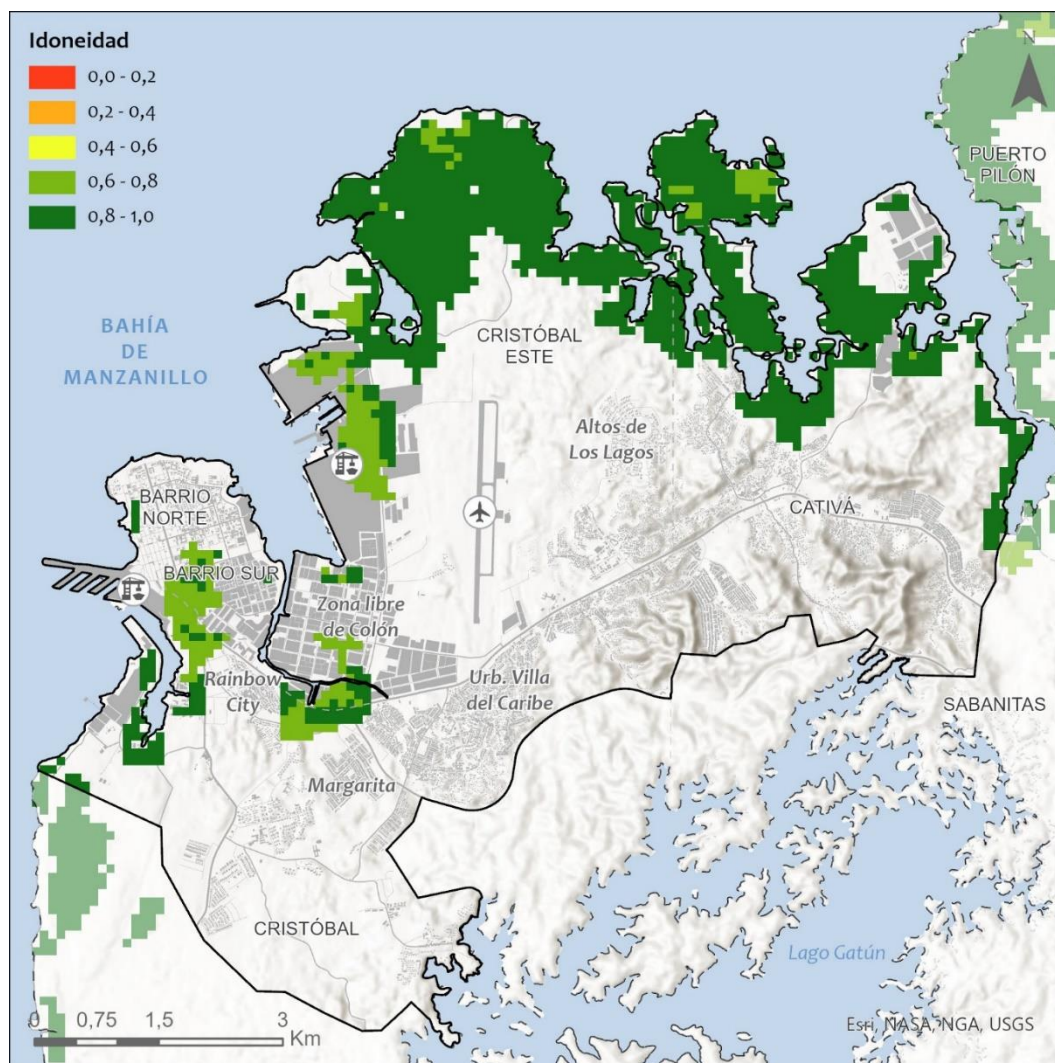 Idoneidad
0,0 - 0,2
0,2 - 0,4
0,4 - 0,6
0,6 - 0,8
0,8 - 1,0
N
PUERTO
PILÓN
BAHÍA
DE
MANZANILLO
CRISTÓBAL
ESTE
Altos de
Los Lagos
BARRIO
NORTE
CATIVÁ
BARRIO SUR
Zona libre
de Colón
Rainbow
City
Urb. Villa
del Caribe
SABANITAS
Margarita
CRISTÓBAL
Lago Gatún
0 0,75 1,5 3
Km
Esri, NASA, NGA, USGS